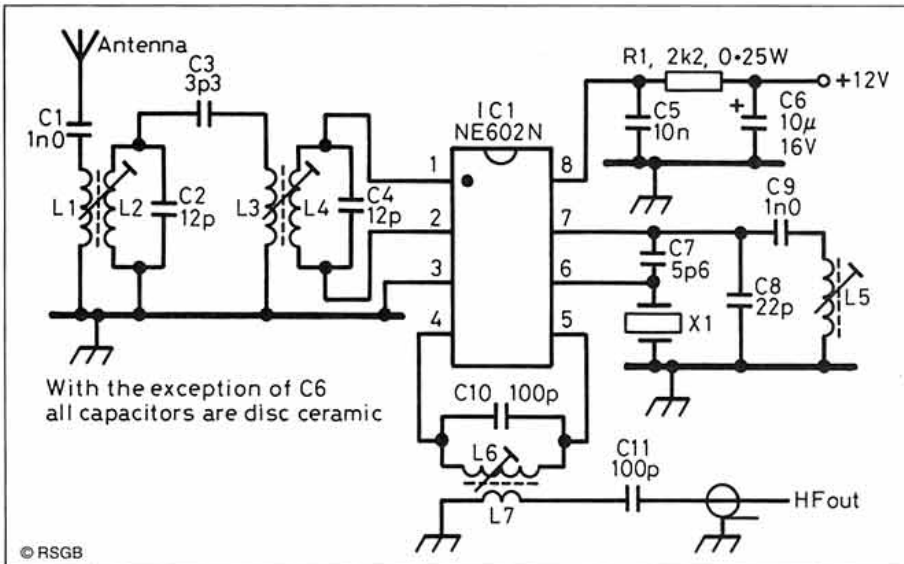 Antenna
C1
1n0
L1
L2
C2
12p
C3
3p3
L3
L4
C4
12p
IC1
NE602N
1
2
3
4
8
7
6
5
R1, 2k2, 0·25W
+12V
C5
10n
+
C6
10µ
16V
C9
1n0
C7
5p6
C8
22p
L5
X1
With the exception of C6
all capacitors are disc ceramic
C10 100p
L6
L7
C11
100p
HFout
© RSGB